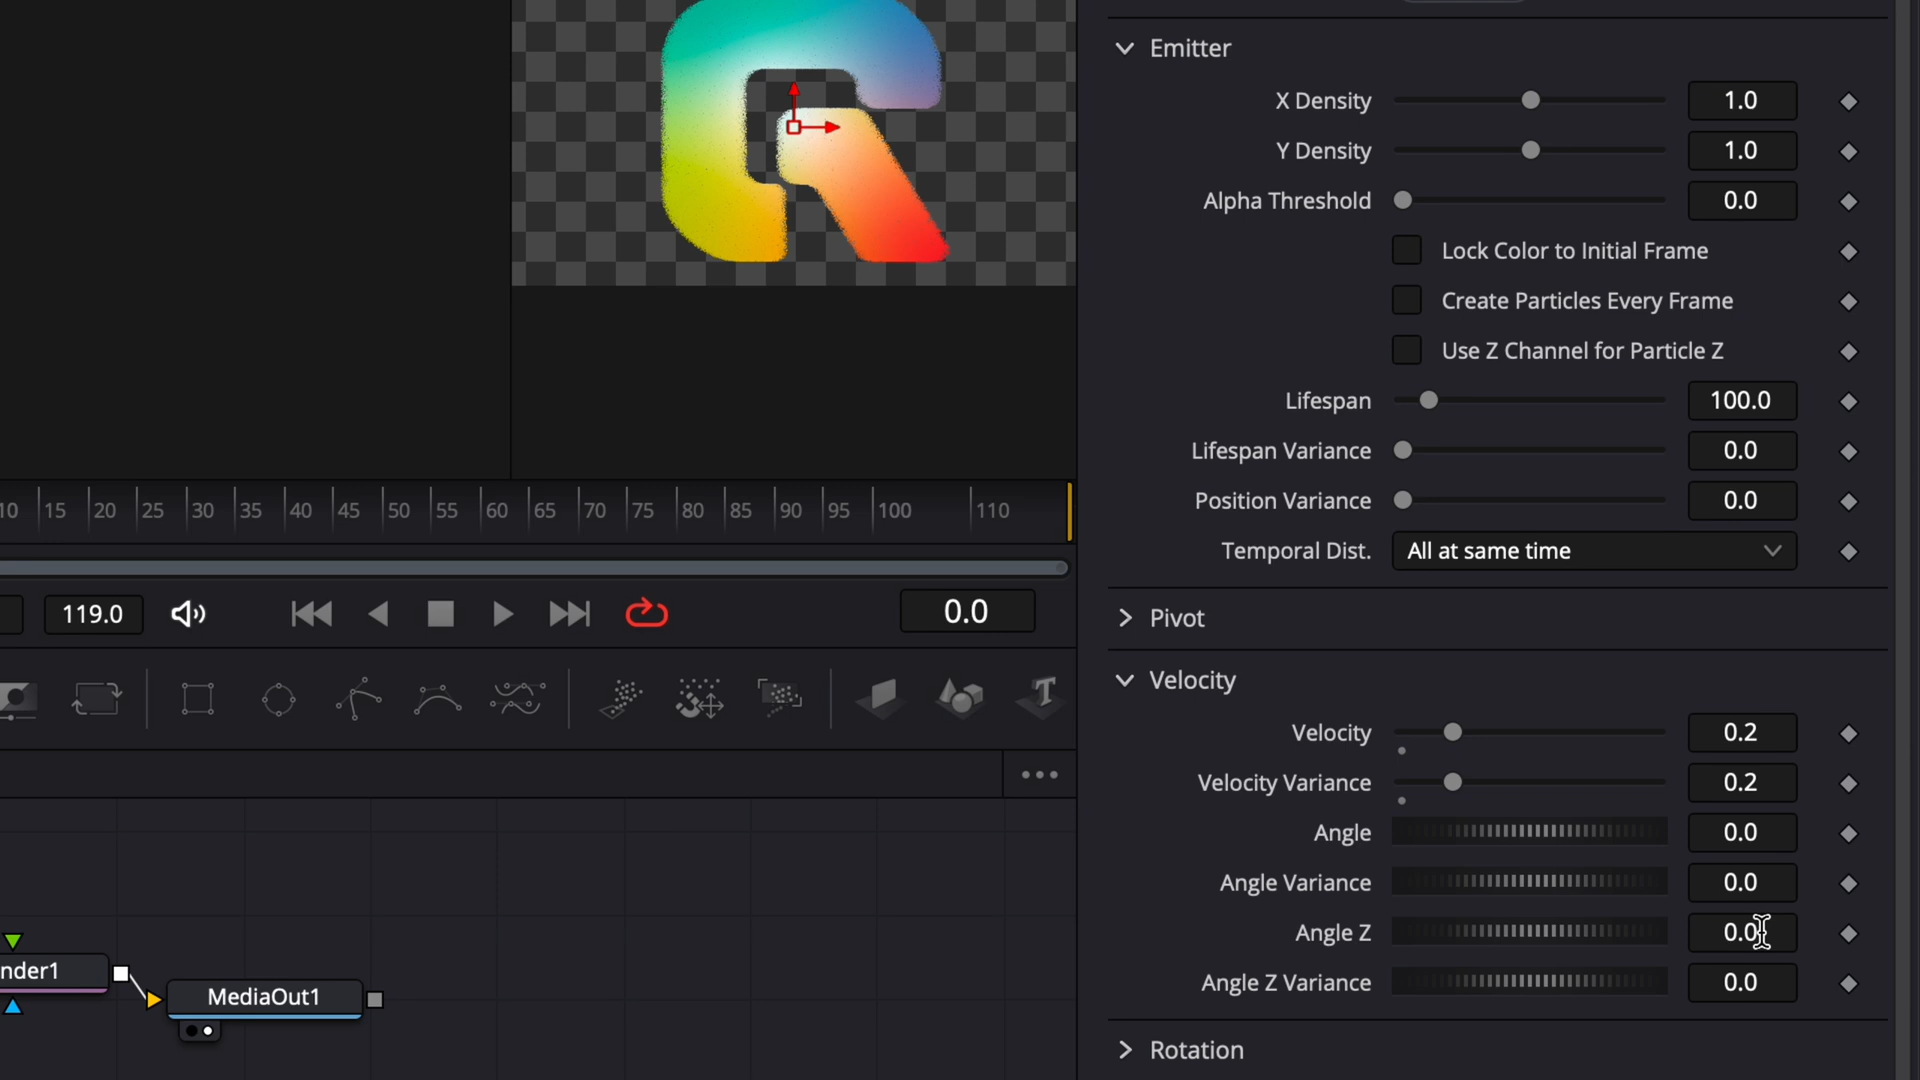 Emitter
X Density 1.0
Y Density 1.0
Alpha Threshold 0.0
Lock Color to Initial Frame
Create Particles Every Frame
Use Z Channel for Particle Z
Lifespan 100.0
Lifespan Variance 0.0
Position Variance 0.0
Temporal Dist. All at same time
Pivot
Velocity
Velocity 0.2
Velocity Variance 0.2
Angle 0.0
Angle Variance 0.0
Angle Z 0.0
Angle Z Variance 0.0
Rotation
10 15 20 25 30 35 40 45 50 55 60 65 70 75 80 85 90 95 100 110
119.0 0.0
nder1
MediaOut1